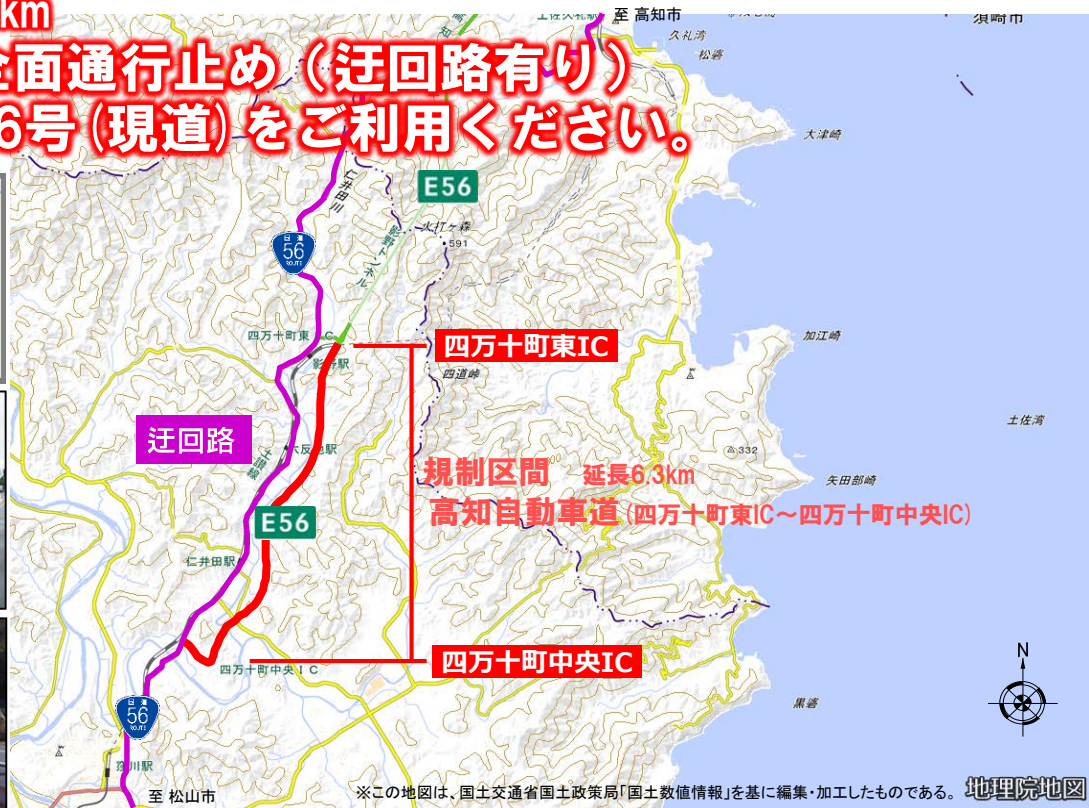 km
全面通行止め（迂回路有り）
6号(現道)をご利用ください。
至 高知市
須崎市
久礼湾
松碆
大津崎
仁井田川
E56
火打ヶ森
591
影野トンネル
国道
56
ROUTE
四万十町東IC
四万十町東IC
影野駅
四道峠
加江崎
土佐湾
迂回路
六反地駅
土讃線
332
規制区間 延長6.3km
矢田部崎
高知自動車道(四万十町東IC～四万十町中央IC)
E56
仁井田駅
四万十町中央IC
四万十町中央IC
N
国道
56
ROUTE
黒碆
窪川駅
至 松山市
※この地図は、国土交通省国土政策局「国土数値情報」を基に編集・加工したものである。
地理院地図